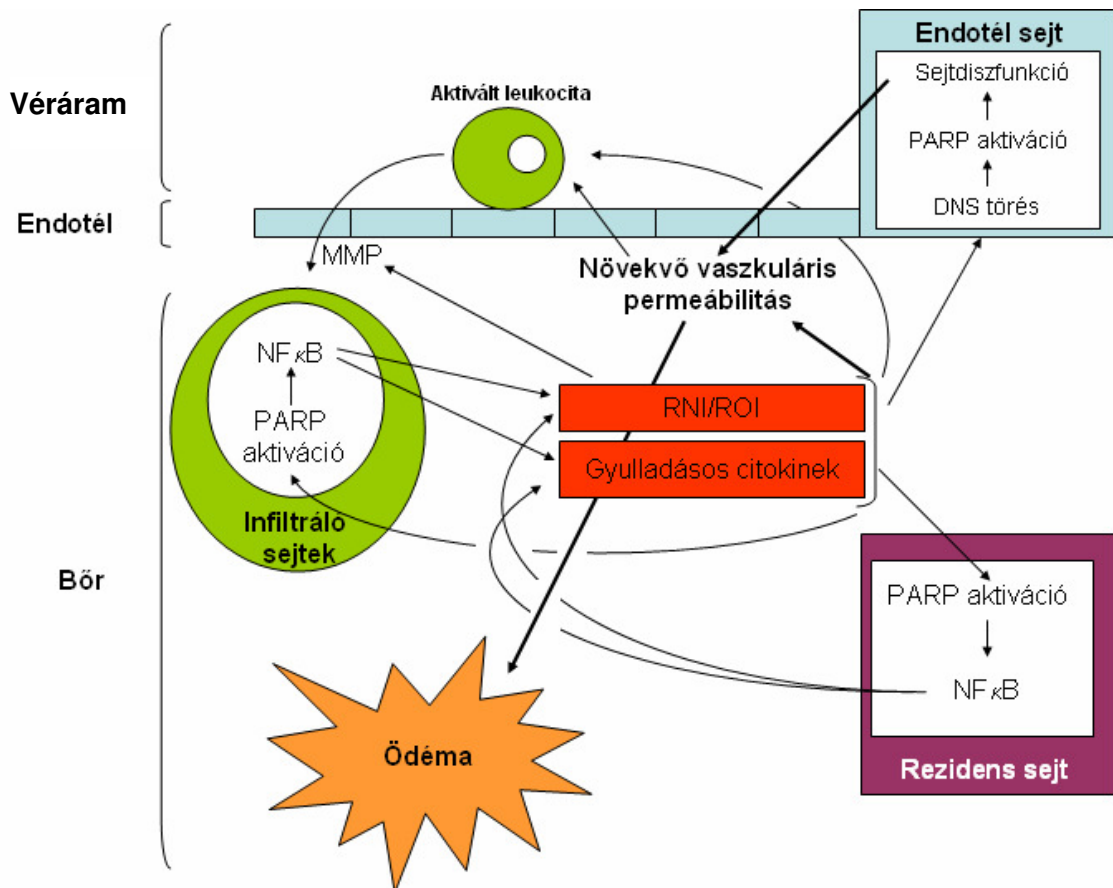 Véráram
Endotél
Bőr
Aktivált leukocita
Endotél sejt
Sejtdiszfunkció
PARP aktiváció
DNS törés
MMP
Növekvő vaszkuláris
permeábilitás
NFκB
PARP
aktiváció
Infiltráló
sejtek
RNI/ROI
Gyulladásos citokinek
PARP aktiváció
NFκB
Rezidens sejt
Ödéma